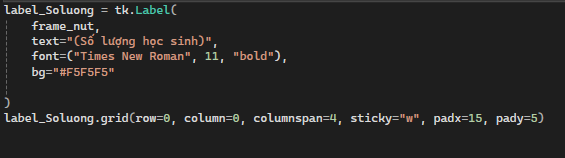 label_Soluong = tk.Label(
    frame_nut,
    text="(Số lượng học sinh)",
    font=("Times New Roman", 11, "bold"),
    bg="#F5F5F5"
)
label_Soluong.grid(row=0, column=0, columnspan=4, sticky="w", padx=15, pady=5)